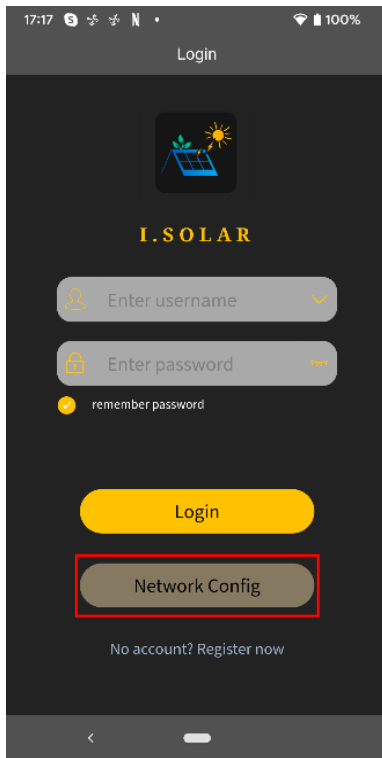 17:17 S N 100%
Login
I.SOLAR
Enter username
Enter password
remember password
Login
Network Config
No account? Register now